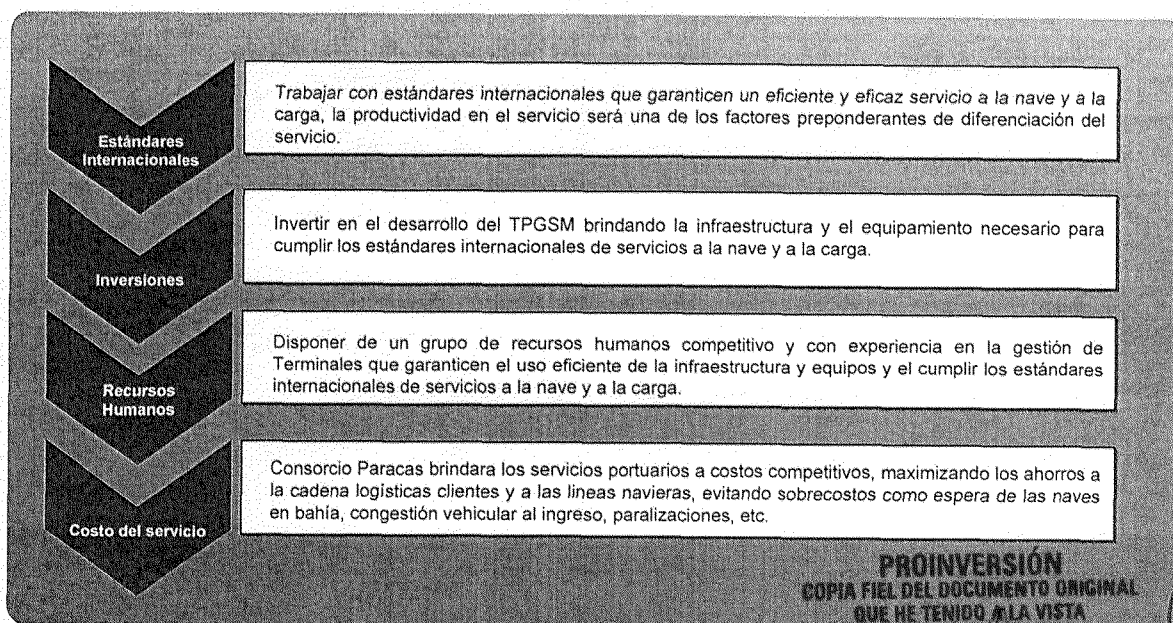 Estándares
Internacionales
Trabajar con estándares internacionales que garanticen un eficiente y eficaz servicio a la nave y a la
carga, la productividad en el servicio será una de los factores preponderantes de diferenciación del
servicio.
Inversiones
Invertir en el desarrollo del TPGSM brindando la infraestructura y el equipamiento necesario para
cumplir los estándares internacionales de servicios a la nave y a la carga.
Recursos
Humanos
Disponer de un grupo de recursos humanos competitivo y con experiencia en la gestión de
Terminales que garanticen el uso eficiente de la infraestructura y equipos y el cumplir los estándares
internacionales de servicios a la nave y a la carga.
Costo del servicio
Consorcio Paracas brindara los servicios portuarios a costos competitivos, maximizando los ahorros a
la cadena logísticas clientes y a las lineas navieras, evitando sobrecostos como espera de las naves
en bahía, congestión vehicular al ingreso, paralizaciones, etc.
PROINVERSIÓN
COPIA FIEL DEL DOCUMENTO ORIGINAL
QUE HE TENIDO A LA VISTA